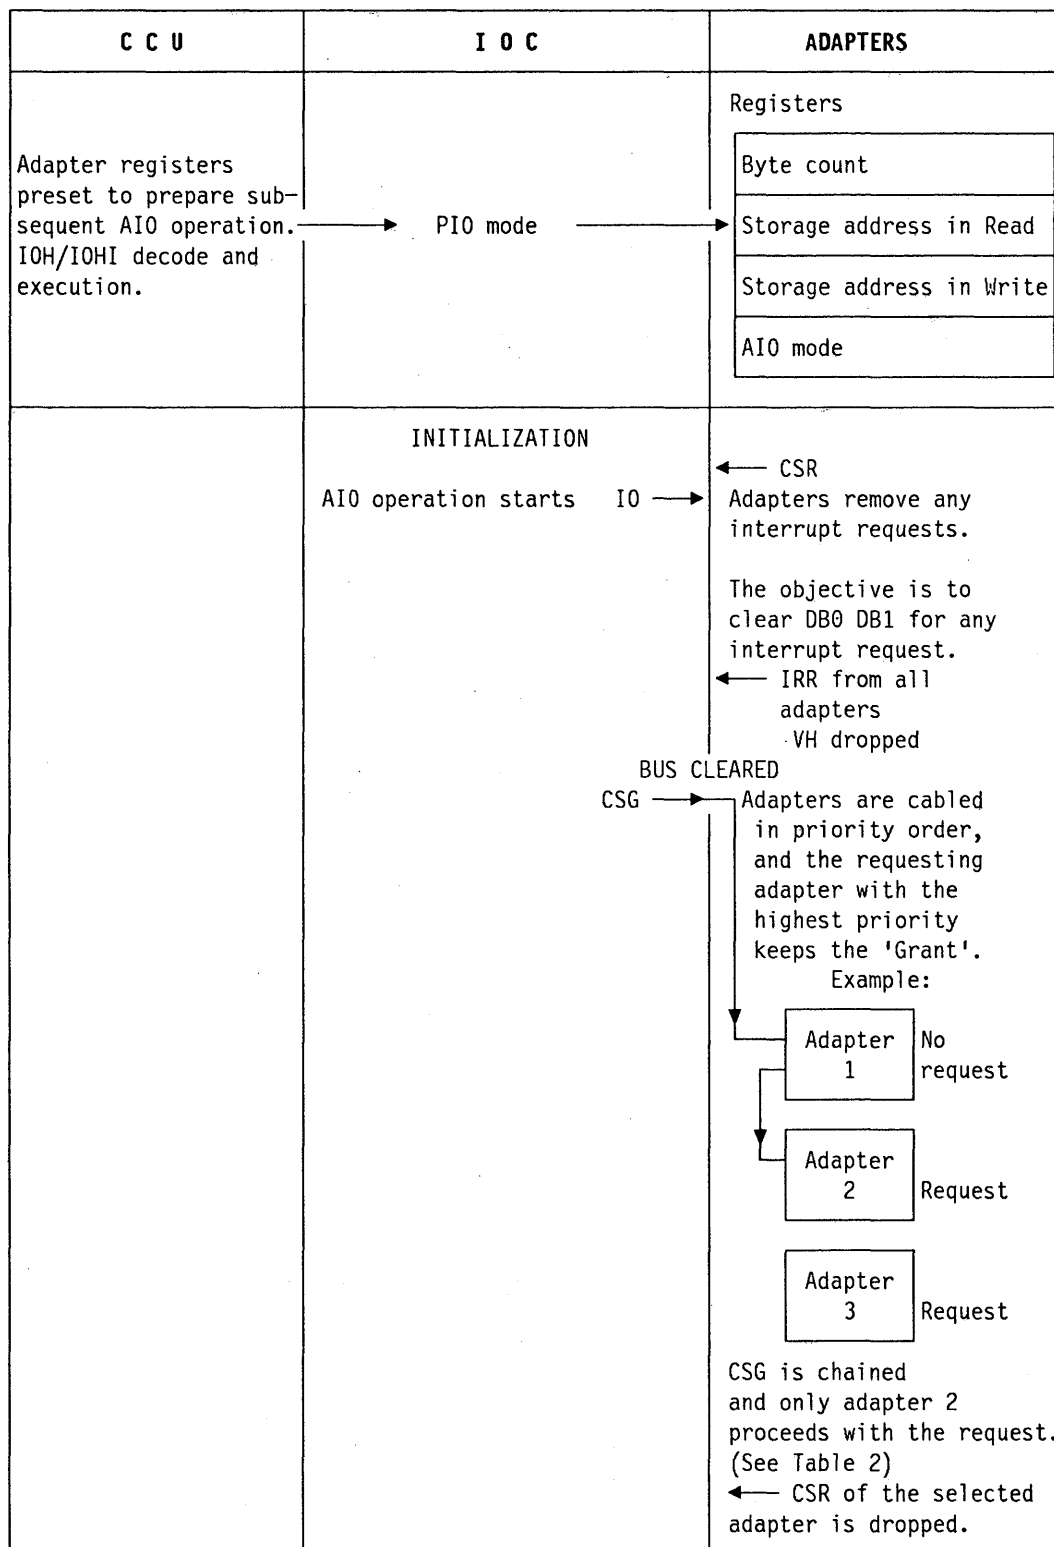 C C U
I O C
ADAPTERS
Adapter registers
preset to prepare sub-
sequent AIO operation.
IOH/IOHI decode and
execution.
PIO mode
Registers
Byte count
Storage address in Read
Storage address in Write
AIO mode
INITIALIZATION
CSR
AIO operation starts IO
Adapters remove any
interrupt requests.
The objective is to
clear DB0 DB1 for any
interrupt request.
IRR from all
adapters
VH dropped
BUS CLEARED
CSG
Adapters are cabled
in priority order,
and the requesting
adapter with the
highest priority
keeps the 'Grant'.
Example:
Adapter
1
No
request
Adapter
2
Request
Adapter
3
Request
CSG is chained
and only adapter 2
proceeds with the request.
(See Table 2)
CSR of the selected
adapter is dropped.